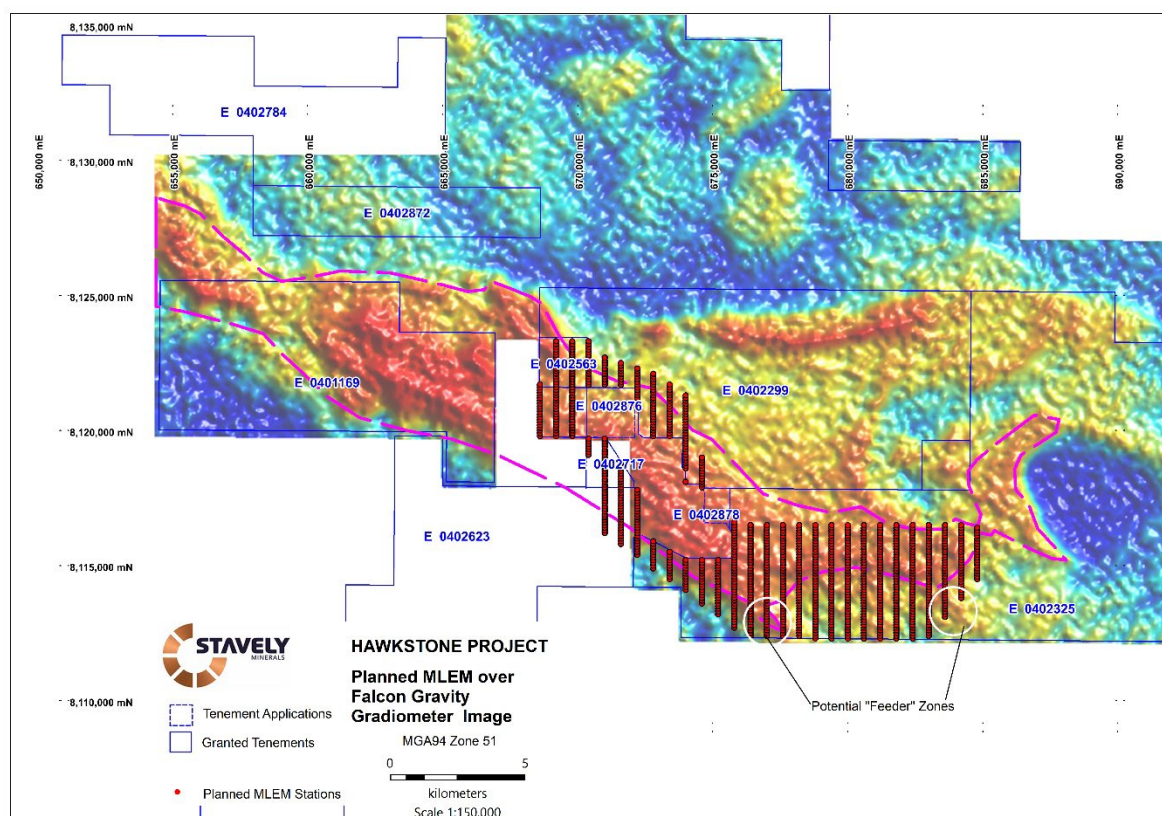 8,135,000 mN
E 0402784
650,000 mE
655,000 mE
660,000 mE
665,000 mE
670,000 mE
675,000 mE
680,000 mE
685,000 mE
690,000 mE
8,130,000 mN
E 0402872
8,125,000 mN
E 0401169
E 0402563
E 0402299
E 0402876
8,120,000 mN
E 0402717
E 0402878
E 0402623
8,115,000 mN
E 0402325
STAVELY
MINERALS
HAWKSTONE PROJECT
Planned MLEM over
Falcon Gravity
Gradiometer Image
MGA94 Zone 51
0 5
kilometers
Scale 1:150,000
8,110,000 mN
Potential "Feeder" Zones
Tenement Applications
Granted Tenements
Planned MLEM Stations